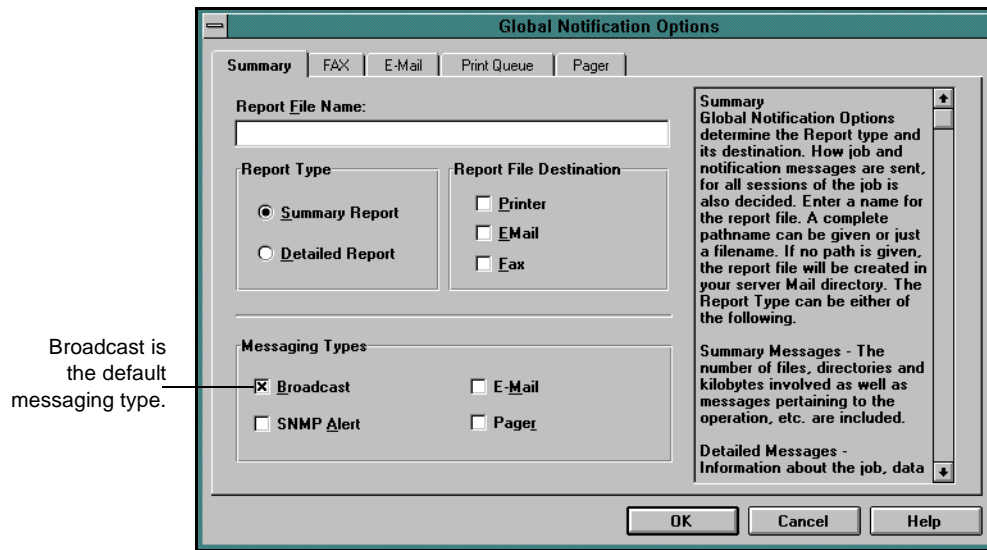 Global Notification Options
Summary FAX E-Mail Print Queue Pager
Report File Name:
Report Type
Summary Report
Detailed Report
Report File Destination
Printer
EMail
Fax
Messaging Types
Broadcast
E-Mail
SNMP Alert
Pager
Broadcast is
the default
messaging type.
Summary
Global Notification Options
determine the Report type and
its destination. How job and
notification messages are sent,
for all sessions of the job is
also decided. Enter a name for
the report file. A complete
pathname can be given or just
a filename. If no path is given,
the report file will be created in
your server Mail directory. The
Report Type can be either of
the following.
Summary Messages - The
number of files, directories and
kilobytes involved as well as
messages pertaining to the
operation, etc. are included.
Detailed Messages -
Information about the job, data
OK Cancel Help